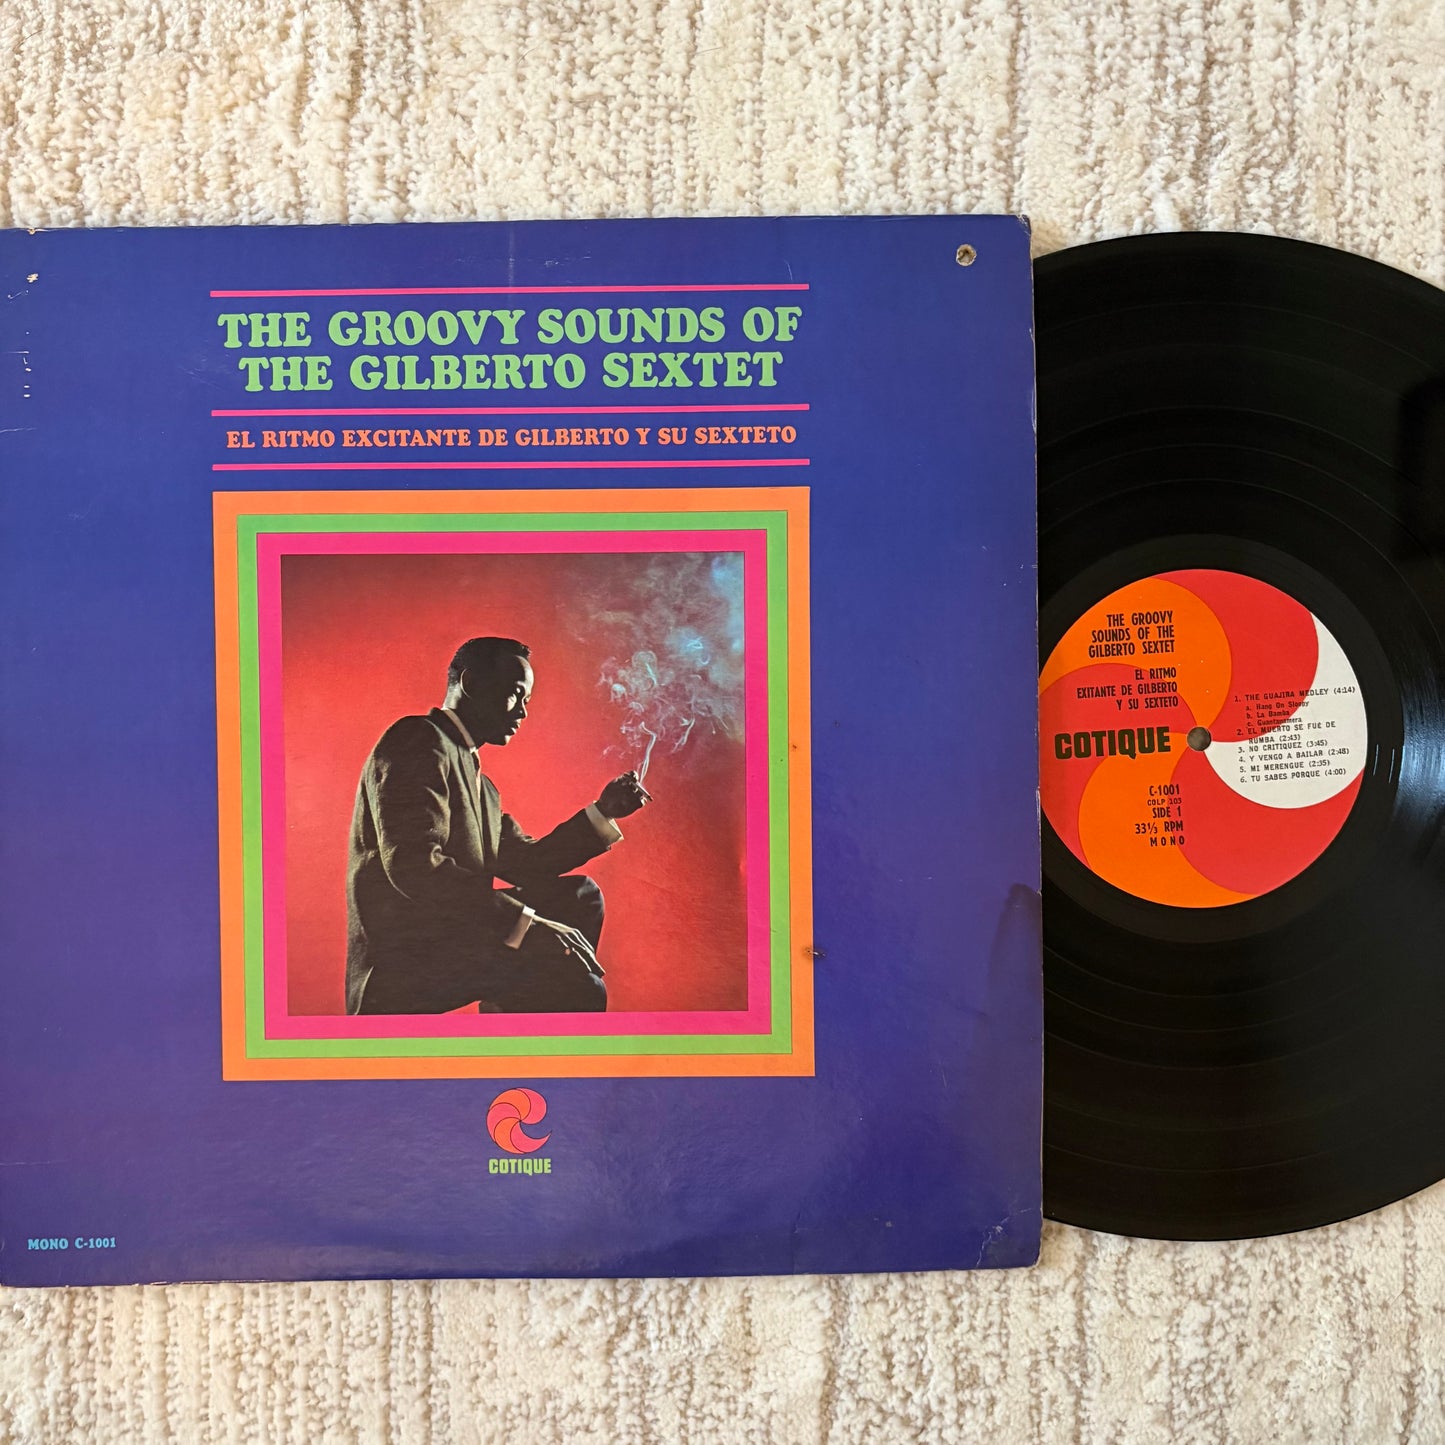 THE GROOVY SOUNDS OF
THE GILBERTO SEXTET
EL RITMO EXCITANTE DE GILBERTO Y SU SEXTETO
COTIQUE
MONO C-1001
THE GROOVY
SOUNDS OF THE
GILBERTO SEXTET
EL RITMO
EXITANTE DE GILBERTO
Y SU SEXTETO
COTIQUE
C-1001
COLP 103
SIDE 1
33⅓ RPM
MONO
1. THE GUAJIRA MEDLEY (4:14)
a. Hang On Sloopy
b. La Bamba
c. Guantanamera
2. EL MUERTO SE FUÉ DE
RUMBA (2:43)
3. NO CRITIQUEZ (3:45)
4. Y VENGO A BAILAR (2:48)
5. MI MERENGUE (2:35)
6. TU SABES PORQUE (4:00)